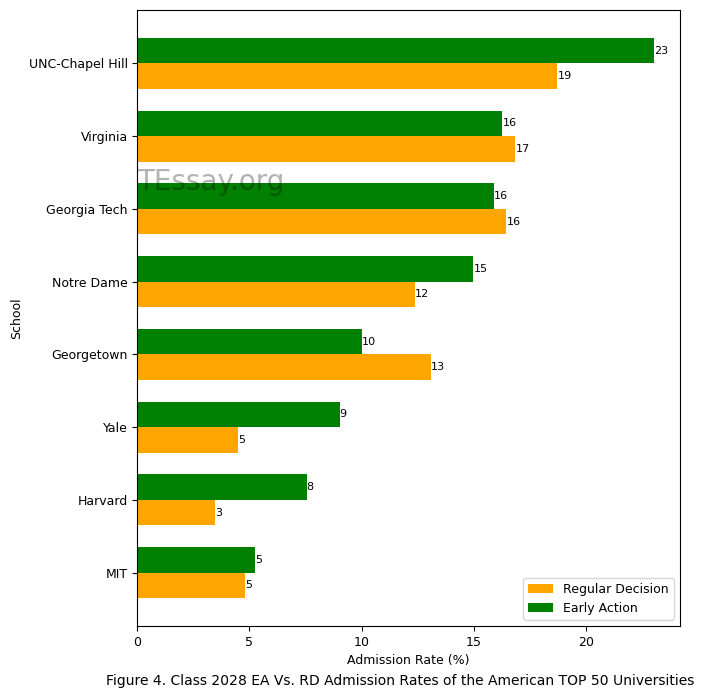 UNC-Chapel Hill
23
19
Virginia
16
17
TEssay.org
Georgia Tech
16
16
Notre Dame
15
12
School
Georgetown
10
13
Yale
9
5
Harvard
8
3
MIT
5
5
Regular Decision
Early Action
0 5 10 15 20
Admission Rate (%)
Figure 4. Class 2028 EA Vs. RD Admission Rates of the American TOP 50 Universities